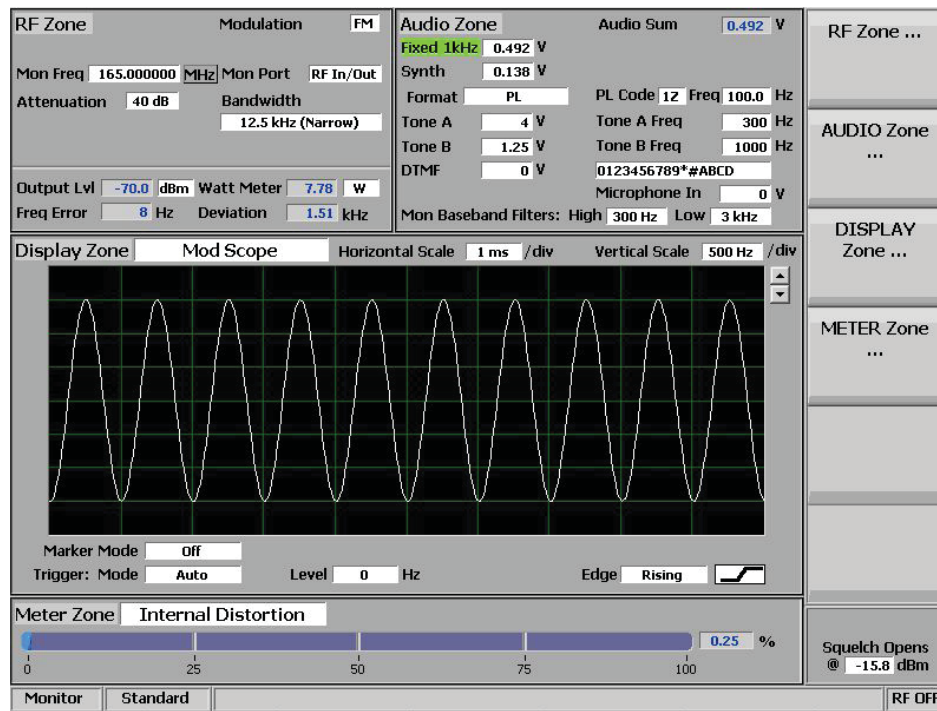 RF Zone Modulation FM
Mon Freq 165.000000 MHz Mon Port RF In/Out
Attenuation 40 dB Bandwidth
12.5 kHz (Narrow)
Output Lvl -70.0 dBm Watt Meter 7.78 W
Freq Error 8 Hz Deviation 1.51 kHz
Audio Zone Audio Sum 0.492 V
Fixed 1kHz 0.492 V
Synth 0.138 V
Format PL PL Code 1Z Freq 100.0 Hz
Tone A 4 V Tone A Freq 300 Hz
Tone B 1.25 V Tone B Freq 1000 Hz
DTMF 0 V 0123456789*#ABCD
Microphone In 0 V
Mon Baseband Filters: High 300 Hz Low 3 kHz
Display Zone Mod Scope Horizontal Scale 1 ms /div Vertical Scale 500 Hz /div
Marker Mode Off
Trigger: Mode Auto Level 0 Hz Edge Rising
Meter Zone Internal Distortion
0.25 %
0 25 50 75 100
Monitor Standard
RF Zone ...
AUDIO Zone
...
DISPLAY
Zone ...
METER Zone
...
Squelch Opens
@ -15.8 dBm
RF OFF